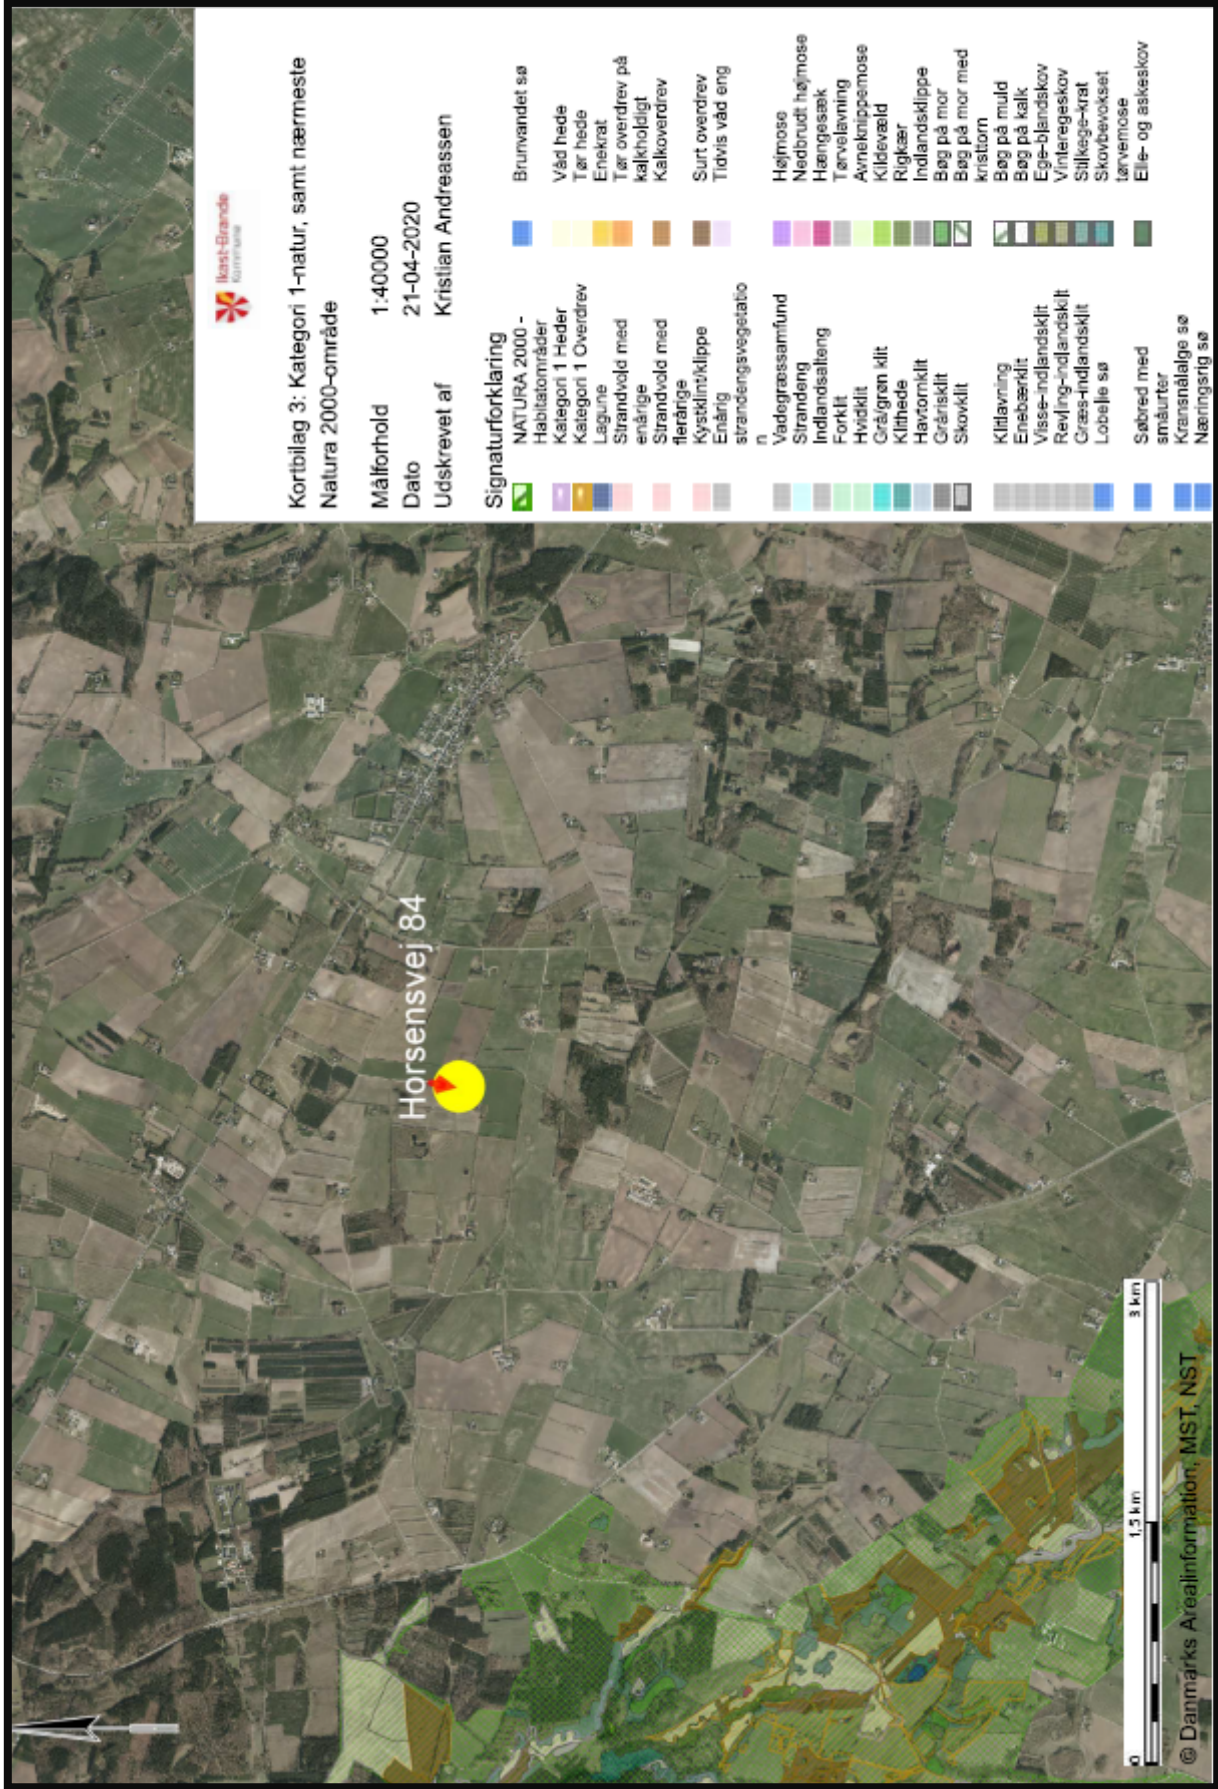 Ikast-Brande
Kommune
Kortbilag 3: Kategori 1-natur, samt nærmeste
Natura 2000-område
Målforhold 1:40000
Dato 21-04-2020
Udskrevet af Kristian Andreassen
Signaturforklaring
NATURA 2000 -
Habitatområder
Kategori 1 Heder
Kategori 1 Overdrev
Lagune
Strandvold med
enårige
Strandvold med
flerårige
Kystklint/klippe
Enårig
strandengsvegetatio
n
Vadegræssamfund
Strandeng
Indlandsalteng
Forklit
Hvidklit
Grå/grøn klit
Klithede
Havtornklit
Grårisklit
Skovklit
Klitlavning
Enebærklit
Visse-indlandsklit
Revling-indlandsklit
Græs-indlandsklit
Lobelie sø
Søbred med
småurter
Kransnålalge sø
Næringsrig sø
Brunvandet sø
Våd hede
Tør hede
Enekrat
Tør overdrev på
kalkholdigt
Kalkoverdrev
Surt overdrev
Tidvis våd eng
Højmose
Nedbrudt højmose
Hængesæk
Tørvelavning
Avneknippemose
Kildevæld
Rigkær
Indlandsklippe
Bøg på mor
Bøg på mor med
kristtorn
Bøg på muld
Bøg på kalk
Ege-blandskov
Vinteregeskov
Stilkege-krat
Skovbevokset
tørvemose
Elle- og askeskov
Horsensvej 84
0 1,5 km 3 km
© Danmarks Arealinformation, MST, NST